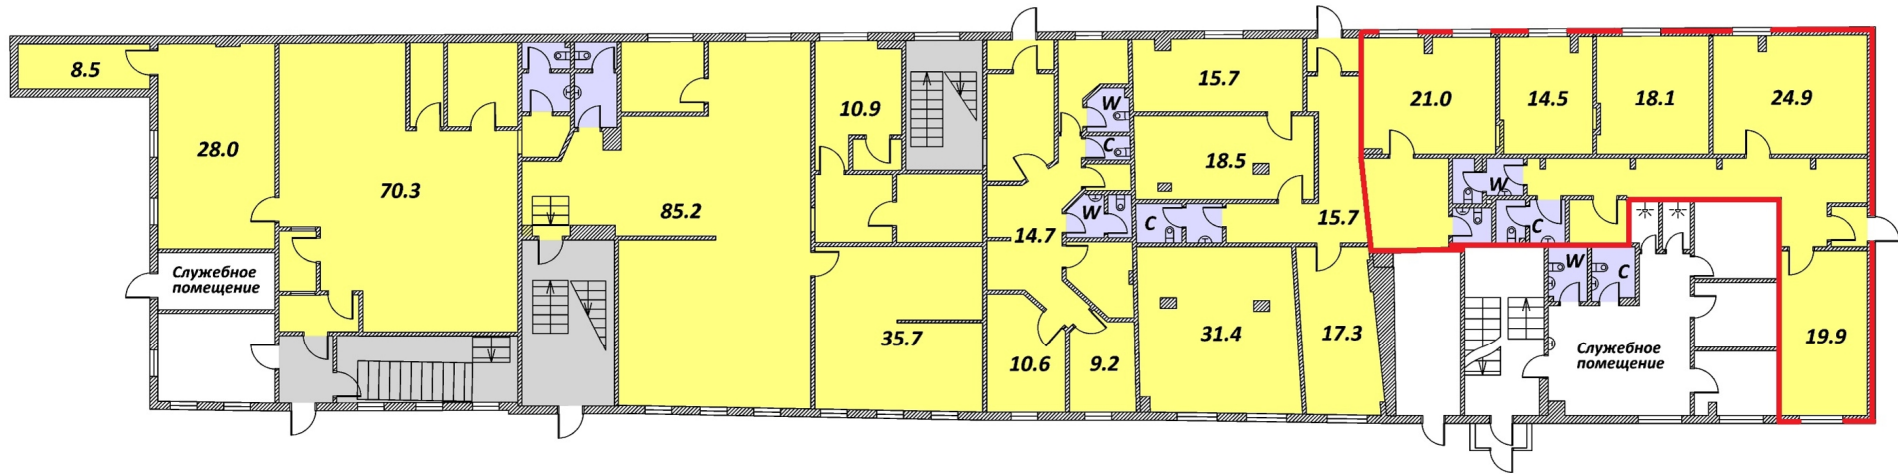 8.5
28.0
70.3
Служебное
помещение
85.2
10.9
35.7
14.7
W
C
W
C
10.6
9.2
15.7
18.5
15.7
31.4
17.3
21.0
14.5
18.1
24.9
W
C
W
C
Служебное
помещение
19.9